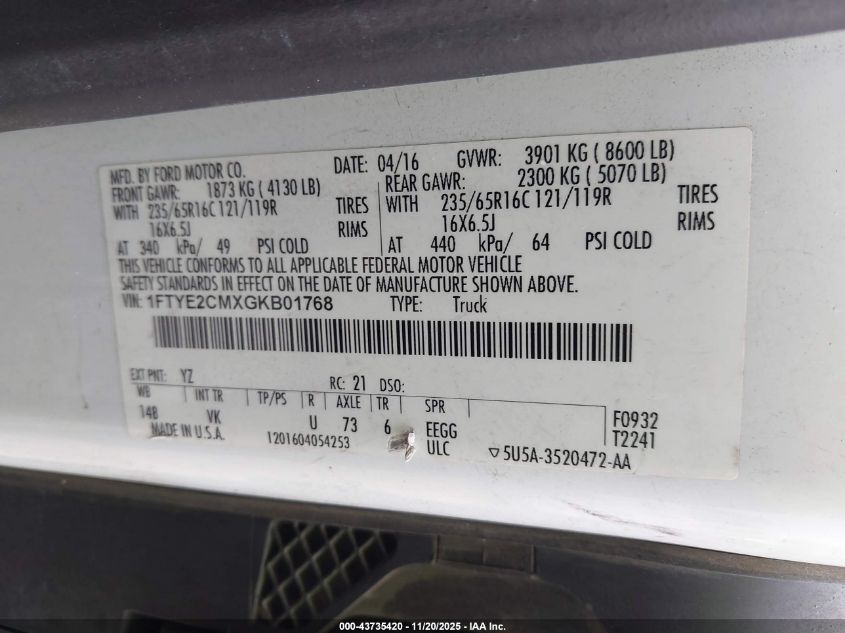 MFD. BY FORD MOTOR CO. DATE: 04/16 GVWR: 3901 KG ( 8600 LB)
FRONT GAWR: 1873 KG ( 4130 LB) REAR GAWR: 2300 KG ( 5070 LB)
WITH 235/65R16C 121/119R TIRES WITH 235/65R16C 121/119R TIRES
16X6.5J RIMS 16X6.5J RIMS
AT 340 kPa/ 49 PSI COLD AT 440 kPa/ 64 PSI COLD
THIS VEHICLE CONFORMS TO ALL APPLICABLE FEDERAL MOTOR VEHICLE
SAFETY STANDARDS IN EFFECT ON THE DATE OF MANUFACTURE SHOWN ABOVE.
VIN: 1FTYE2CMXGKB01768 TYPE: Truck
EXT PNT: YZ RC: 21 DSO:
WB INT TR TP/PS R AXLE TR SPR
148 VK U 73 6 EEGG F0932
MADE IN U.S.A. 1201604054253 ULC T2241
5U5A-3520472-AA
000-43735420 - 11/20/2025 - IAA Inc.